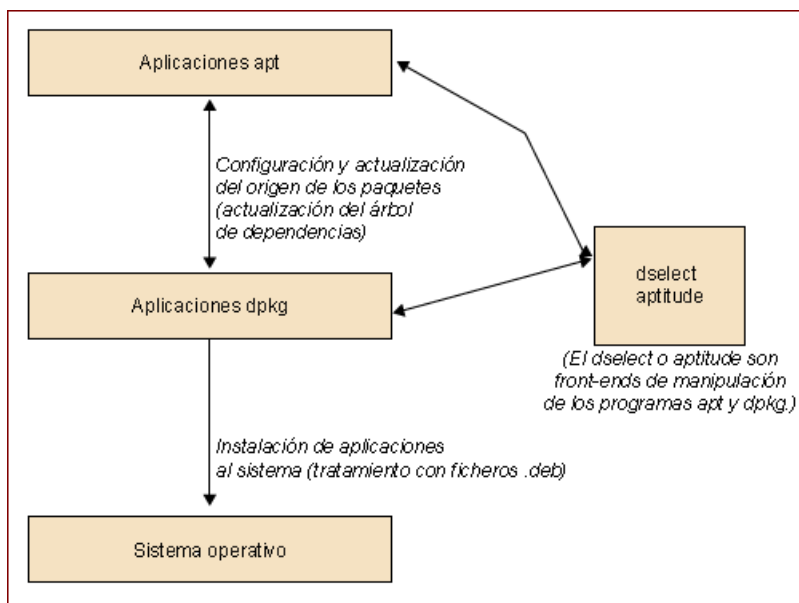 Aplicaciones apt
Configuración y actualización
del origen de los paquetes
(actualización del árbol
de dependencias)
dselect
aptitude
Aplicaciones dpkg
(El dselect o aptitude son
front-ends de manipulación
de los programas apt y dpkg.)
Instalación de aplicaciones
al sistema (tratamiento con ficheros .deb)
Sistema operativo